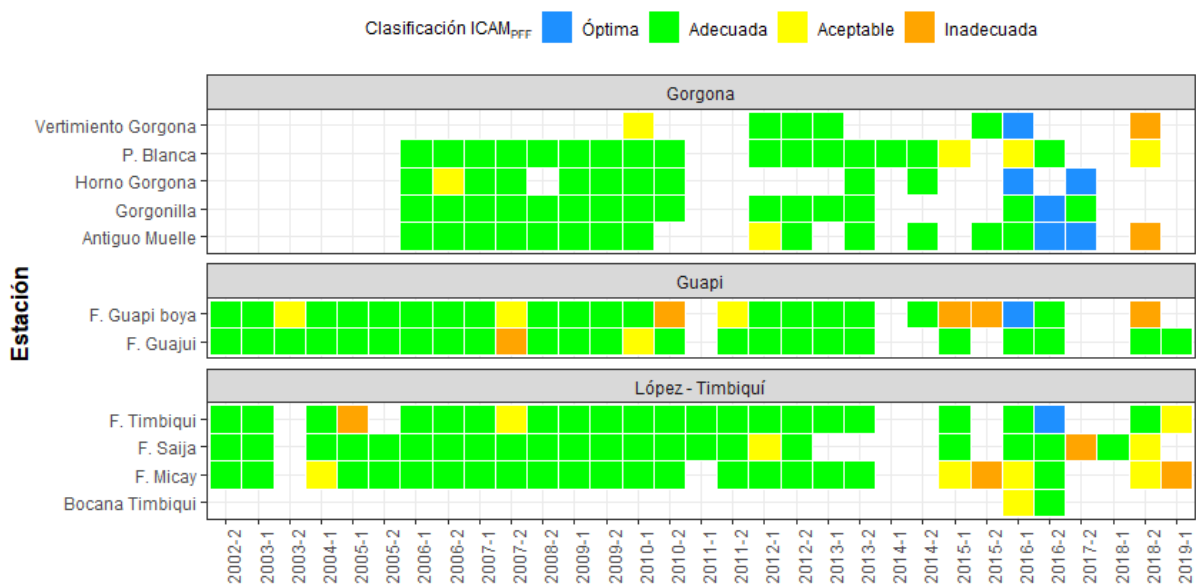 Clasificación ICAM_PFF Óptima Adecuada Aceptable Inadecuada
Gorgona
Vertimiento Gorgona
P. Blanca
Horno Gorgona
Gorgonilla
Antiguo Muelle
Estación
Guapi
F. Guapi boya
F. Guajui
López - Timbiquí
F. Timbiqui
F. Saija
F. Micay
Bocana Timbiqui
2002-2 2003-1 2003-2 2004-1 2005-1 2005-2 2006-1 2006-2 2007-1 2007-2 2008-2 2009-1 2009-2 2010-1 2010-2 2011-1 2011-2 2012-1 2012-2 2013-1 2013-2 2014-1 2014-2 2015-1 2015-2 2016-1 2016-2 2017-2 2018-1 2018-2 2019-1